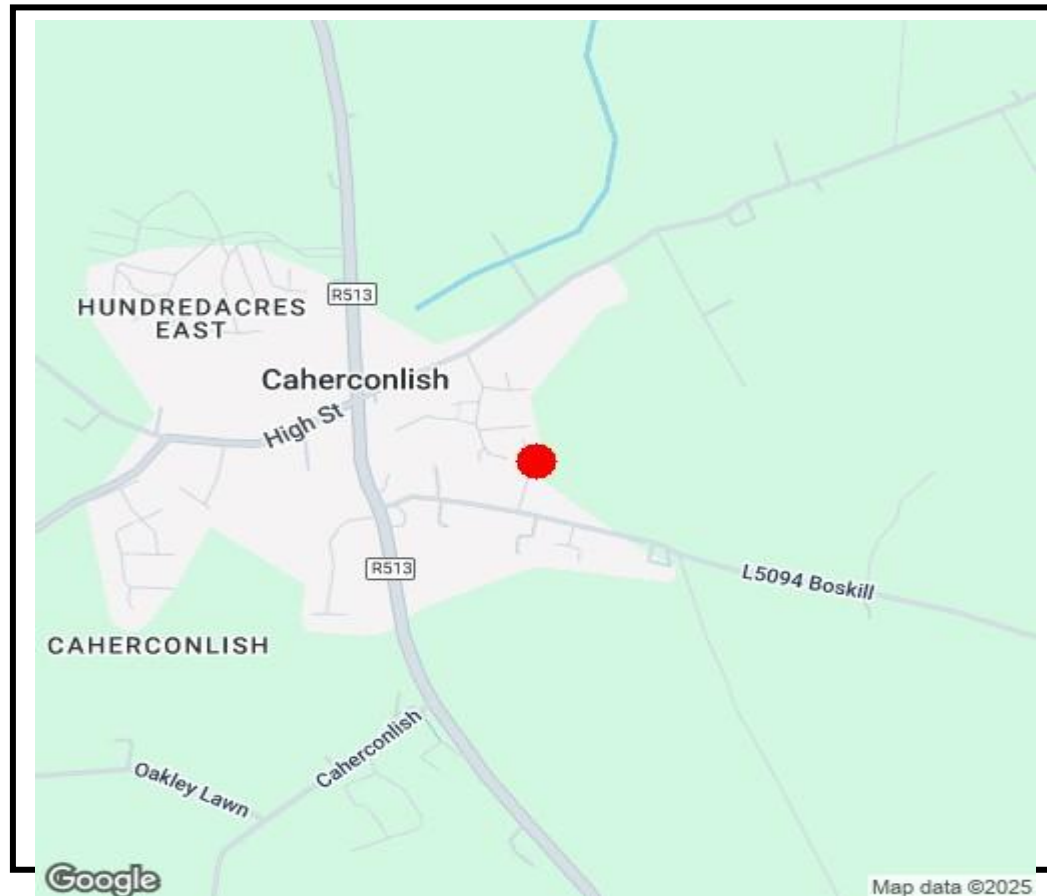 R513
HUNDREDACRES
EAST
Caherconlish
High St
R513
L5094 Boskill
CAHERCONLISH
Caherconlish
Oakley Lawn
Google
Map data ©2025